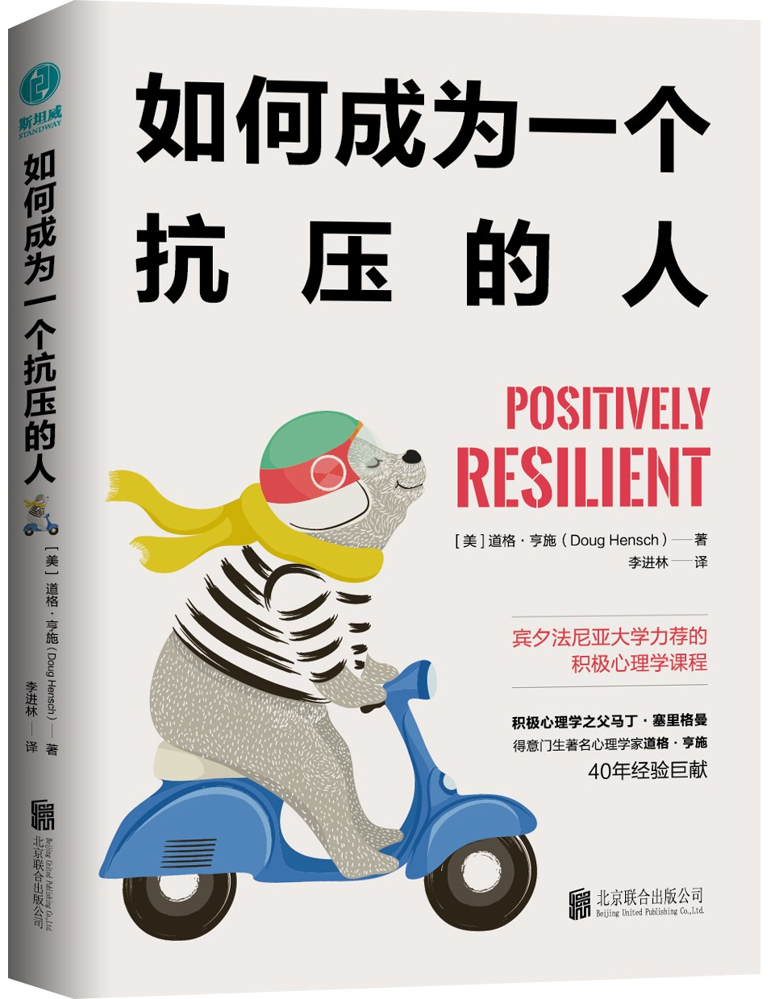 斯坦威
STANDWAY
如何成为一个抗压的人
[美] 道格·亨施(Doug Hensch)——著
李进林——译
北京联合出版公司
Beijing United Publishing Co.,Ltd.
如何成为一个
抗压的人
POSITIVELY
RESILIENT
[美]道格·亨施(Doug Hensch)——著
李进林——译
宾夕法尼亚大学力荐的
积极心理学课程
积极心理学之父马丁·塞里格曼
得意门生著名心理学家道格·亨施
40年经验巨献
北京联合出版公司
Beijing United Publishing Co.,Ltd.